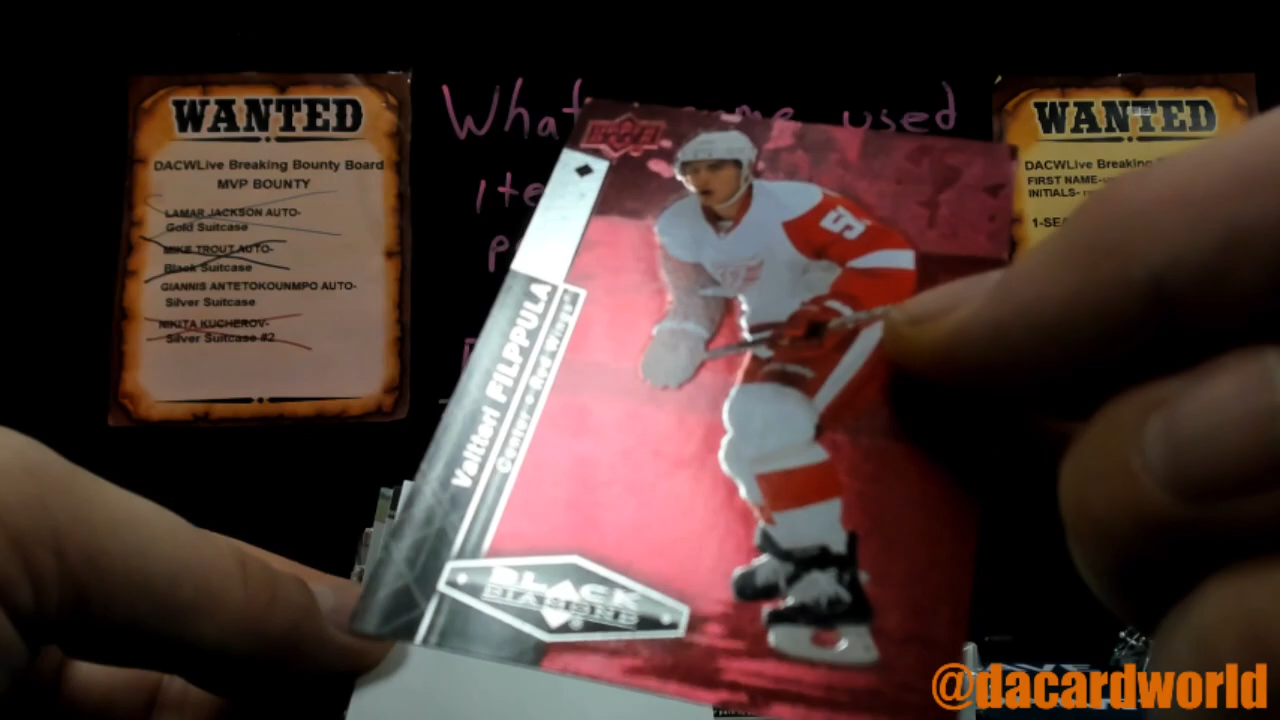 WANTED
DACWLive Breaking Bounty Board
MVP BOUNTY
LAMAR JACKSON AUTO-
Gold Suitcase
MIKE TROUT AUTO-
Black Suitcase
GIANNIS ANTETOKOUNMPO AUTO-
Silver Suitcase
NIKITA KUCHEROV-
Silver Suitcase #2
What used
Ite
P
Valtteri FILPPULA
Center • Red Wings
BLACK
DIAMOND
WANTED
DACWLive Breaking
FIRST NAME-
INITIALS-
1-SE
@dacardworld